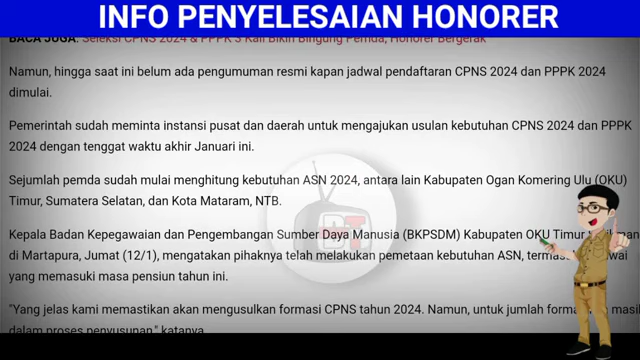 INFO PENYELESAIAN HONORER
BACA JUGA: Seleksi CPNS 2024 & PPPK 3 Kali Bikin Bingung Pemda, Honorer Bergerak
Namun, hingga saat ini belum ada pengumuman resmi kapan jadwal pendaftaran CPNS 2024 dan PPPK 2024
dimulai.
Pemerintah sudah meminta instansi pusat dan daerah untuk mengajukan usulan kebutuhan CPNS 2024 dan PPPK
2024 dengan tenggat waktu akhir Januari ini.
Sejumlah pemda sudah mulai menghitung kebutuhan ASN 2024, antara lain Kabupaten Ogan Komering Ulu (OKU)
Timur, Sumatera Selatan, dan Kota Mataram, NTB.
Kepala Badan Kepegawaian dan Pengembangan Sumber Daya Manusia (BKPSDM) Kabupaten OKU Timur
di Martapura, Jumat (12/1), mengatakan pihaknya telah melakukan pemetaan kebutuhan ASN,
yang memasuki masa pensiun tahun ini.
"Yang jelas kami memastikan akan mengusulkan formasi CPNS tahun 2024. Namun, untuk jumlah
dalam proses penyusunan," katanya